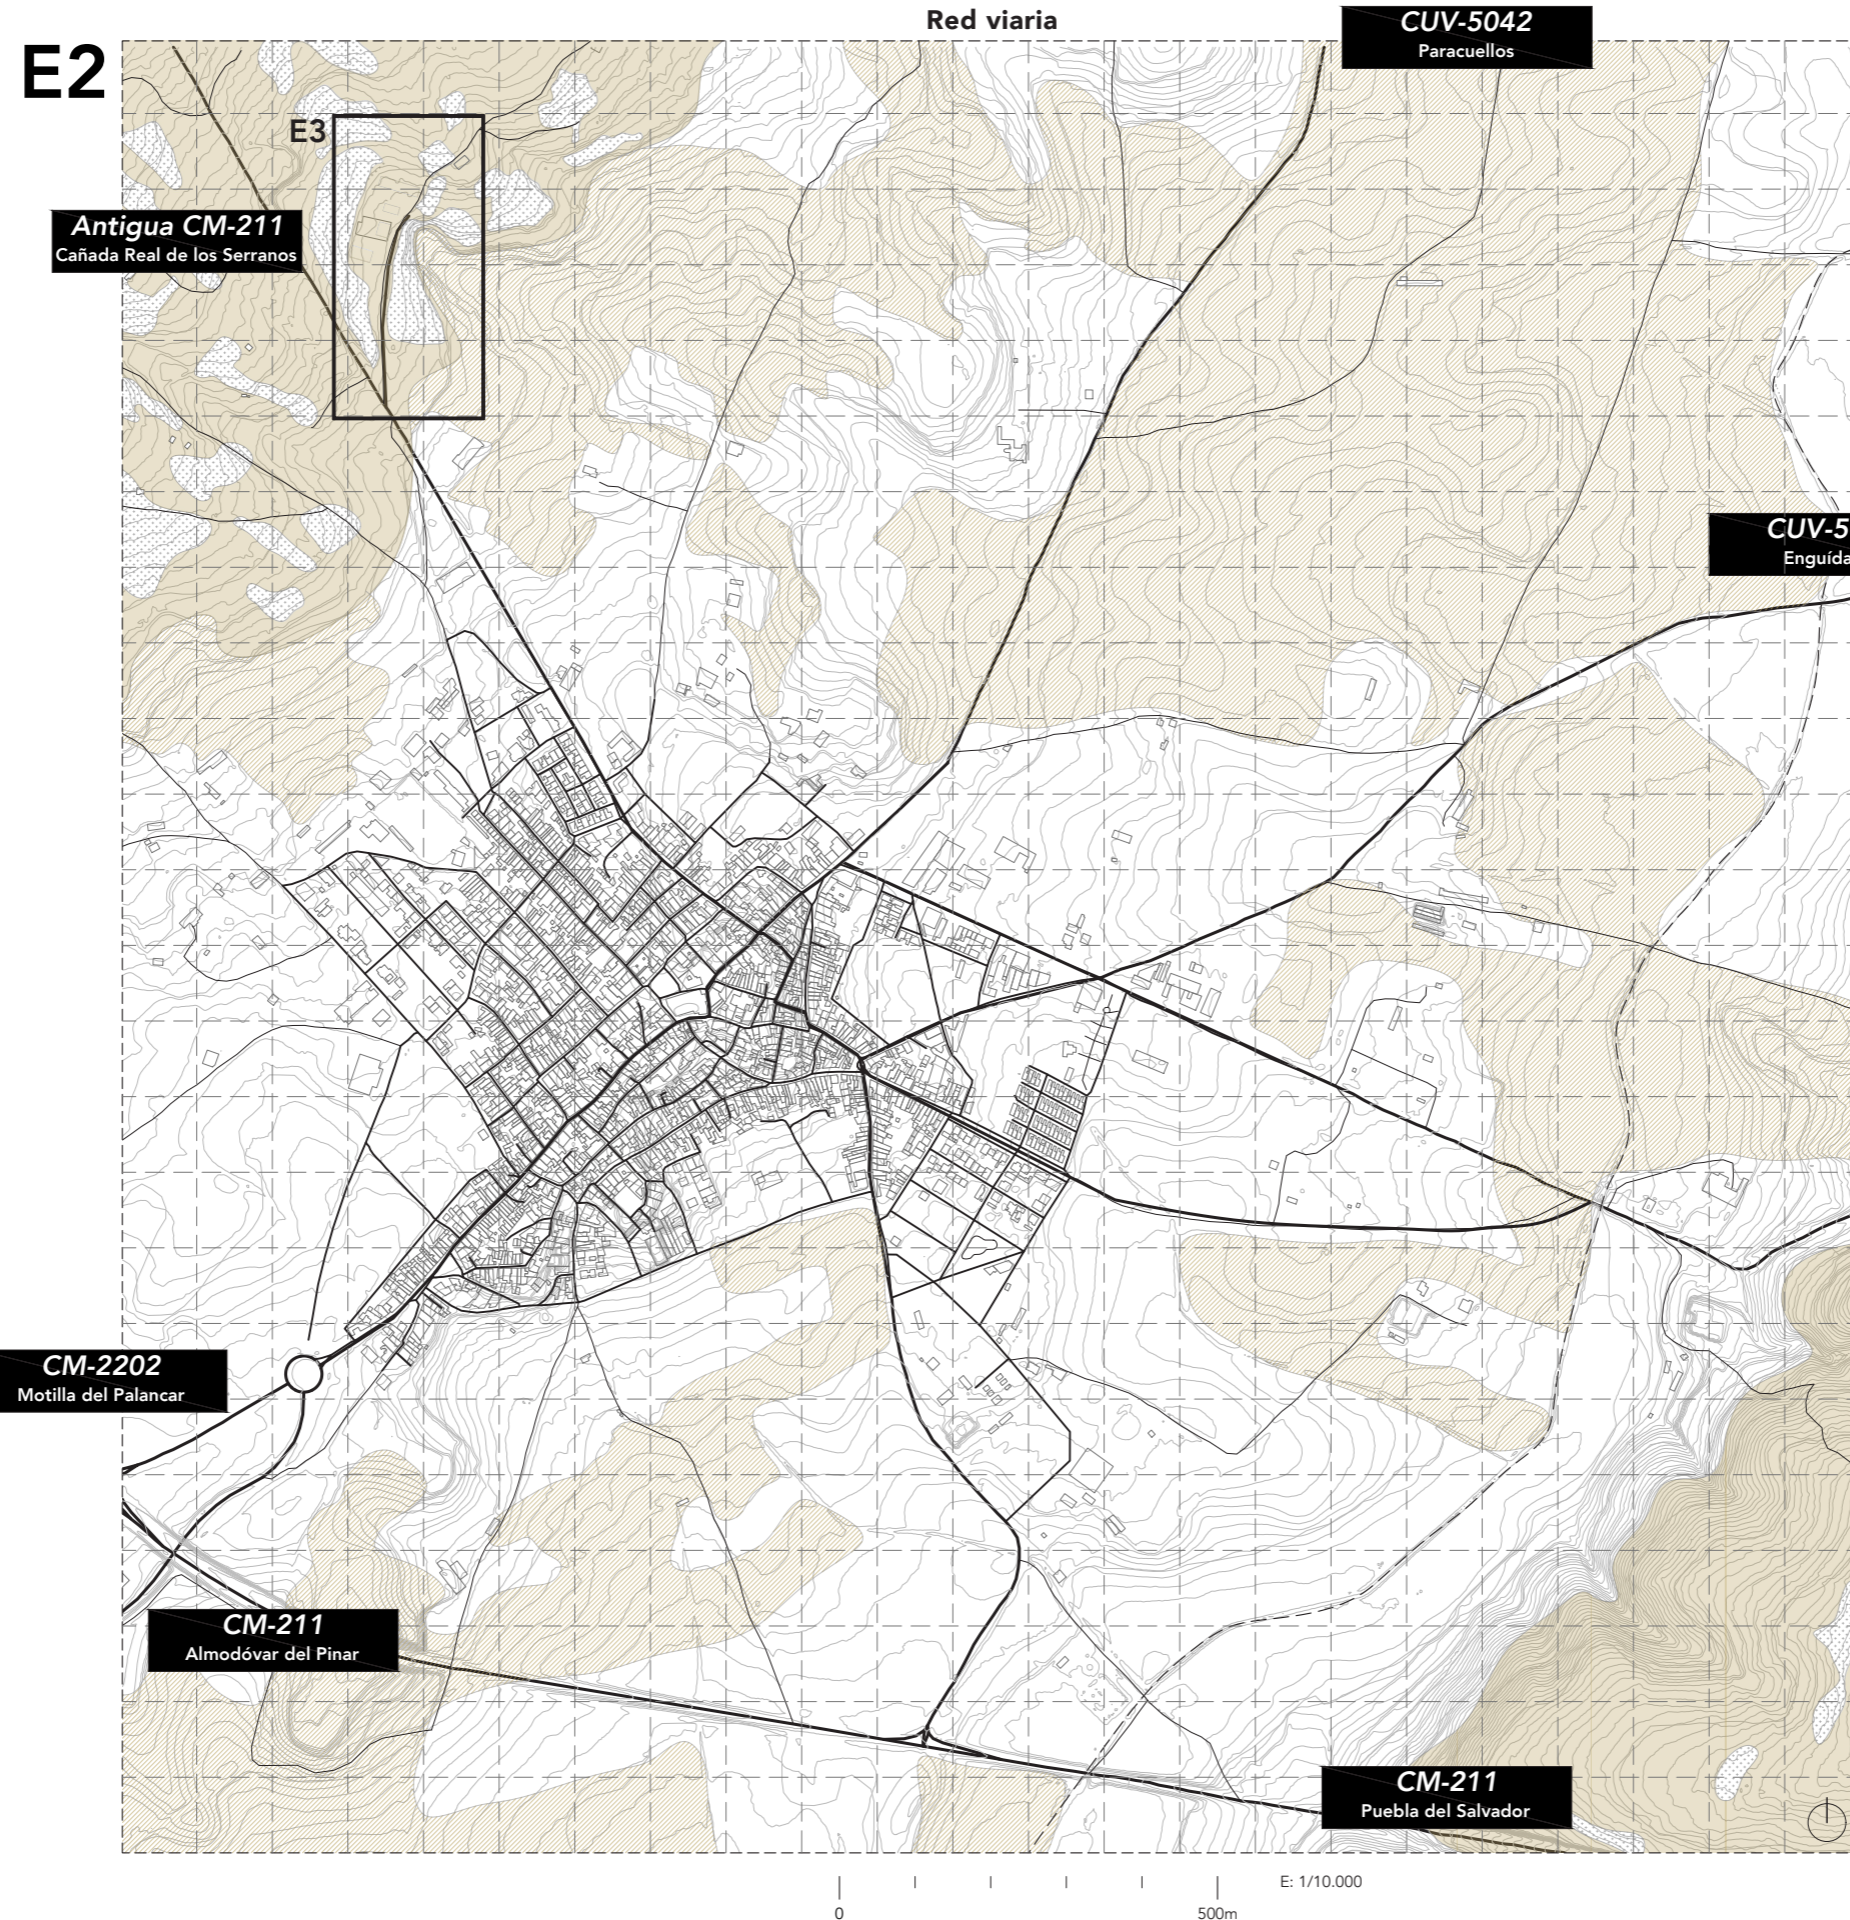 Red viaria
CUV-5042
Paracuellos
E2
E3
Antigua CM-211
Cañada Real de los Serranos
CUV-5
Enguída
CM-2202
Motilla del Palancar
CM-211
Almodóvar del Pinar
CM-211
Puebla del Salvador
E: 1/10.000
0
500m